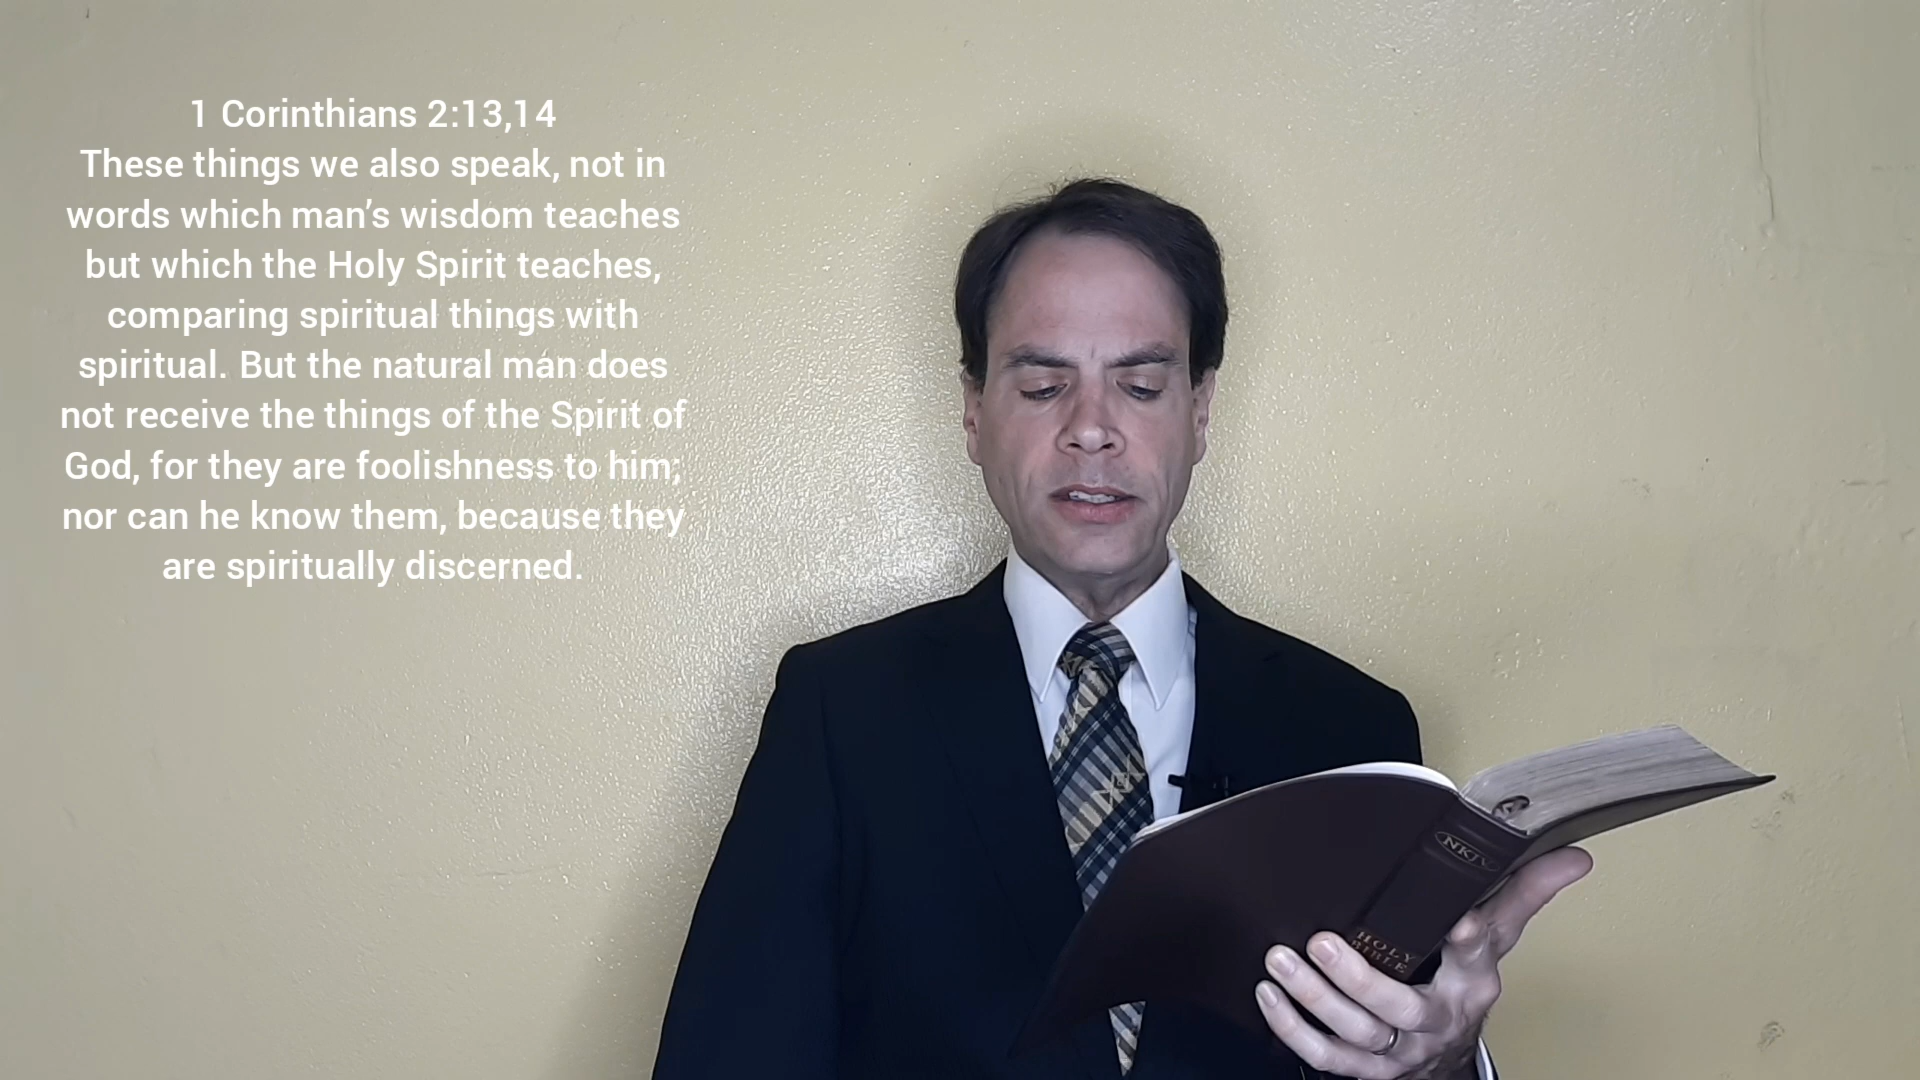 1 Corinthians 2:13,14
These things we also speak, not in
words which man’s wisdom teaches
but which the Holy Spirit teaches,
comparing spiritual things with
spiritual. But the natural man does
not receive the things of the Spirit of
God, for they are foolishness to him;
nor can he know them, because they
are spiritually discerned.
NKJV
HOLY
BIBLE